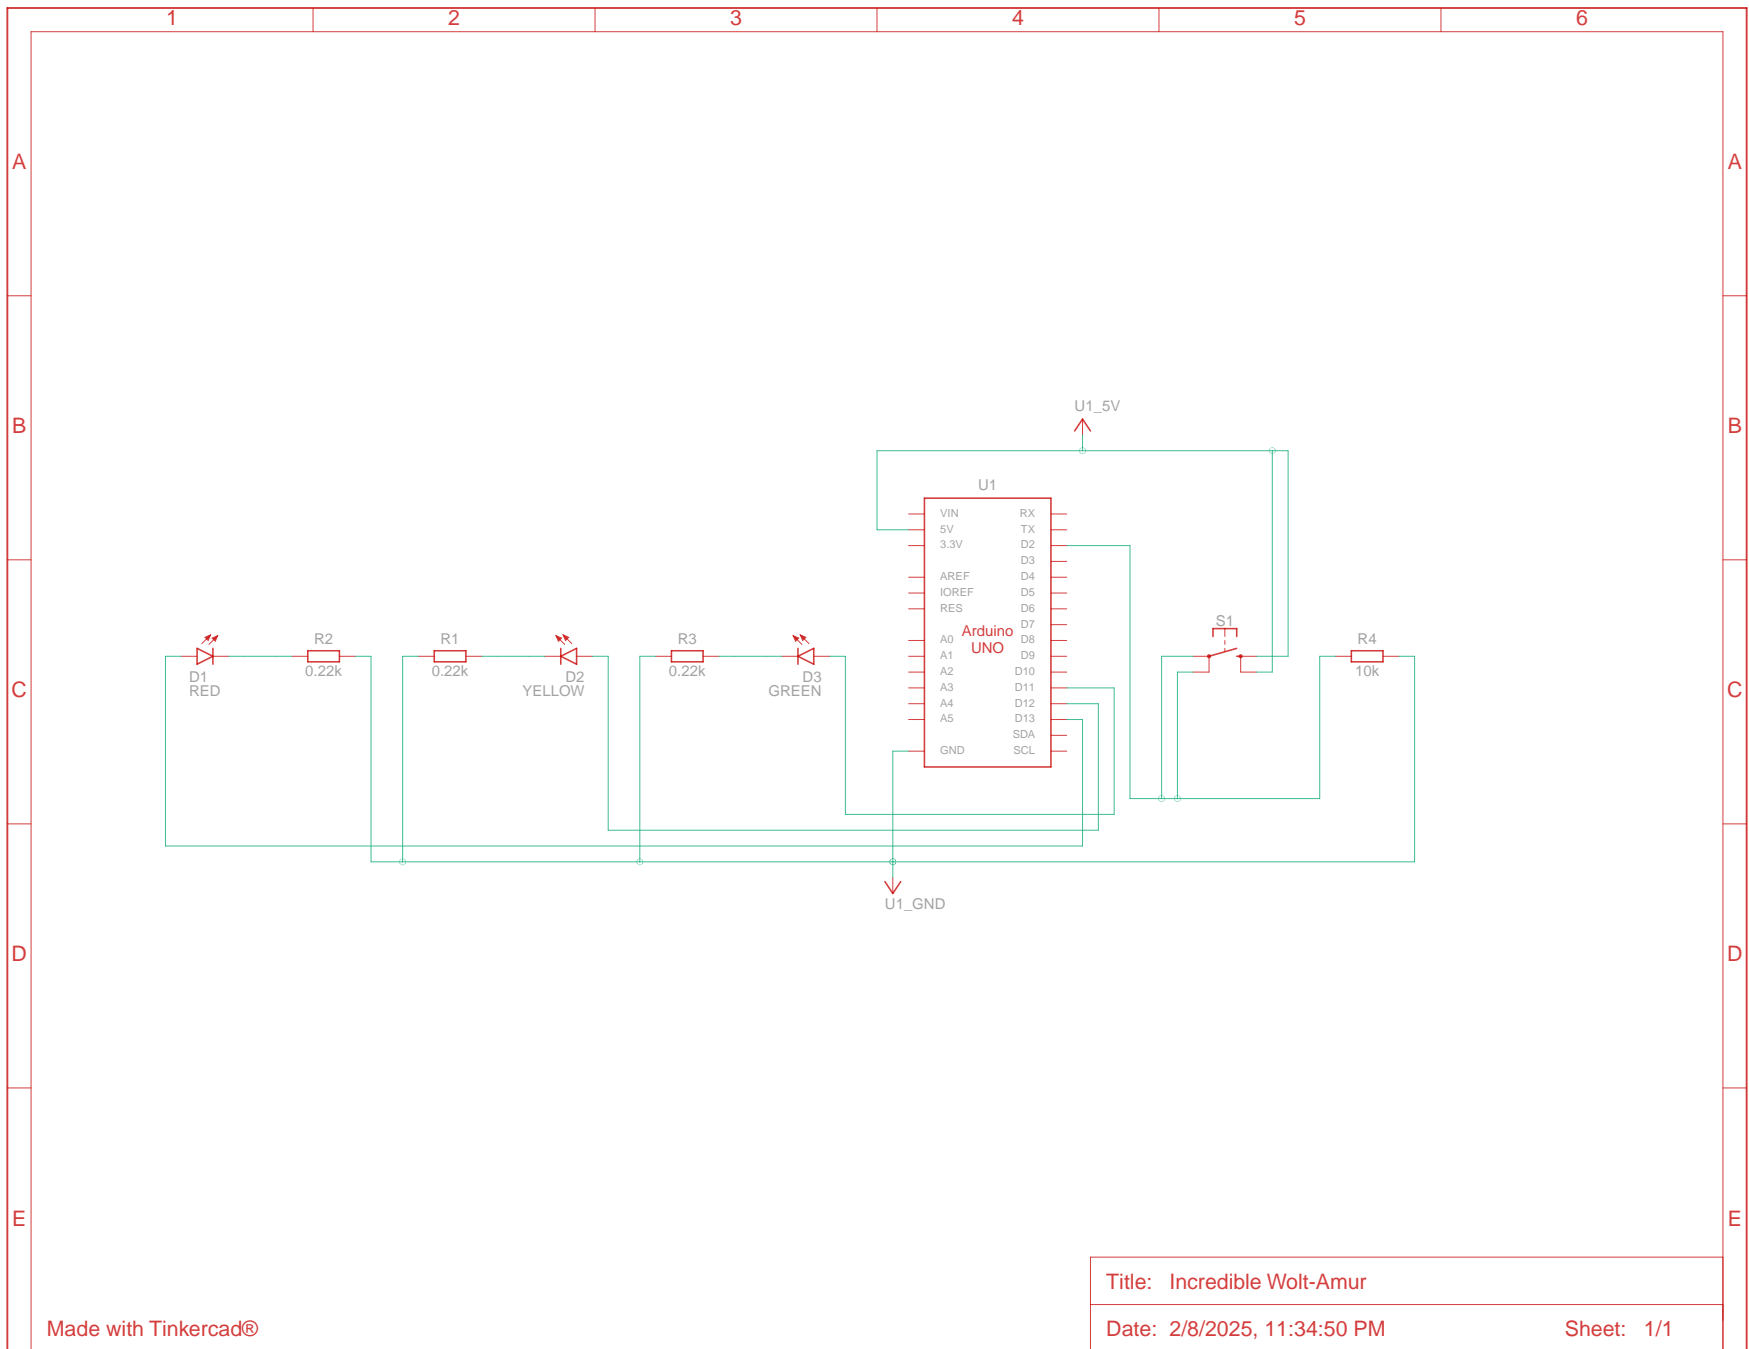 1 2 3 4 5 6
A A
B B
U1_5V
U1
VIN RX
5V TX
3.3V D2
D3
AREF D4
IOREF D5
RES D6
D7
A0 D8
A1 D9
A2 D10
A3 D11
A4 D12
A5 D13
SDA
GND SCL
Arduino
UNO
C C
D1
RED
R2
0.22k
R1
0.22k
D2
YELLOW
R3
0.22k
D3
GREEN
S1
R4
10k
U1_GND
D D
E E
Title: Incredible Wolt-Amur
Made with Tinkercad®
Date: 2/8/2025, 11:34:50 PM Sheet: 1/1